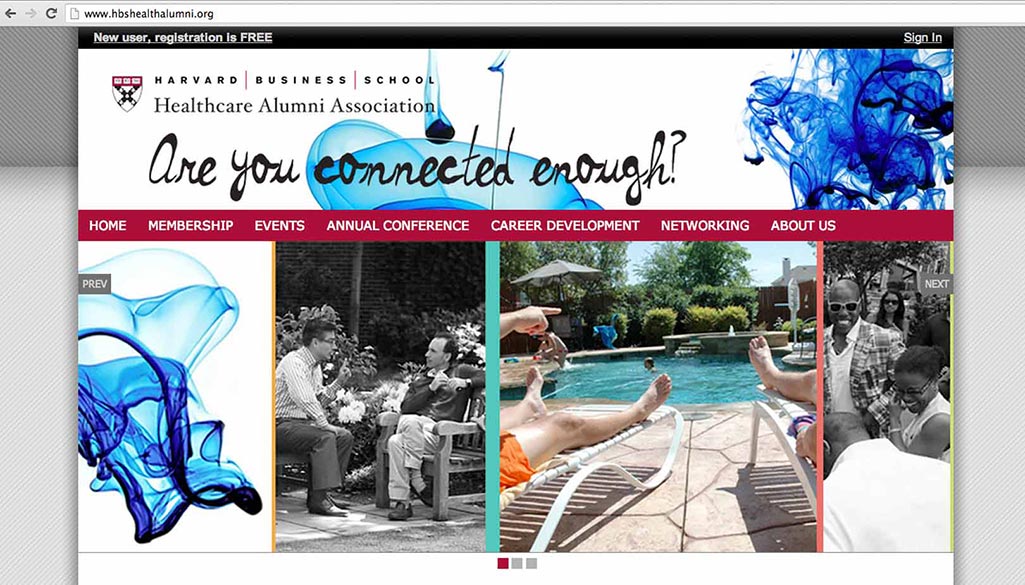 www.hbshealthalumni.org
New user, registration is FREE
Sign In
HARVARD | BUSINESS | SCHOOL
Healthcare Alumni Association
Are you connected enough?
HOME MEMBERSHIP EVENTS ANNUAL CONFERENCE CAREER DEVELOPMENT NETWORKING ABOUT US
PREV
NEXT